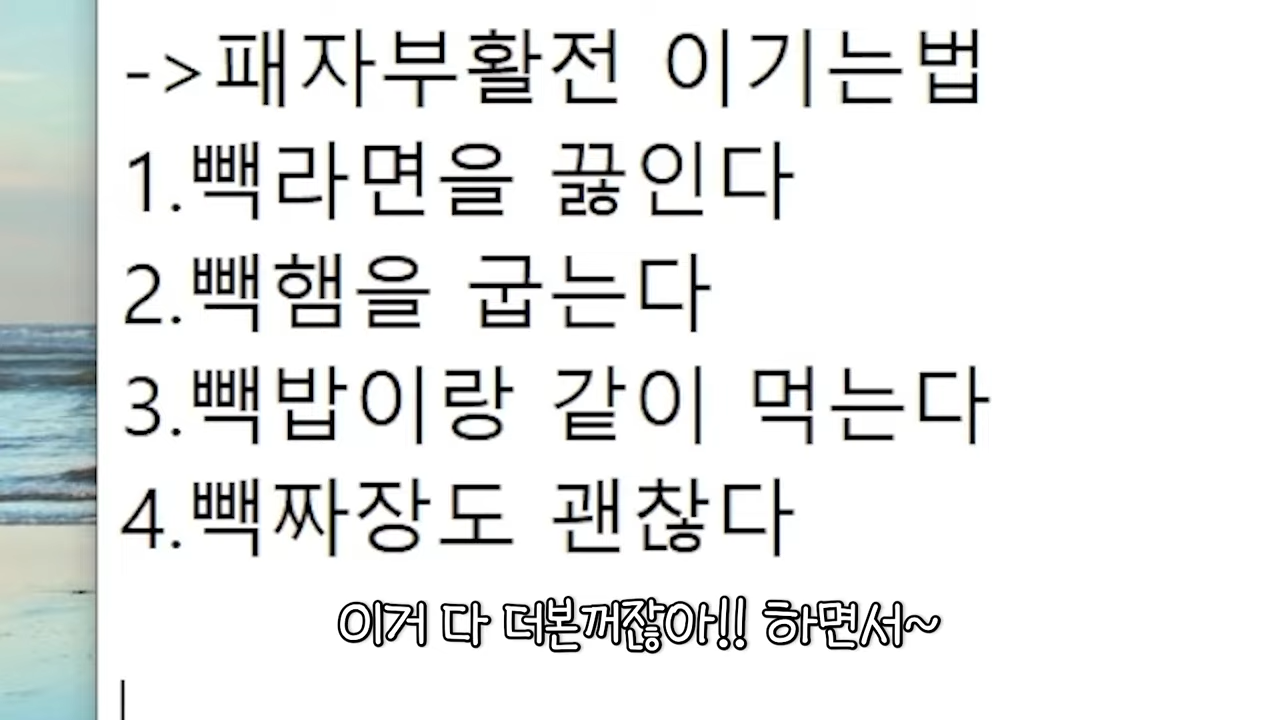 ->패자부활전 이기는법
1.빽라면을 끓인다
2.빽햄을 굽는다
3.빽밥이랑 같이 먹는다
4.빽짜장도 괜찮다
이거 다 더본꺼잖아!! 하면서~